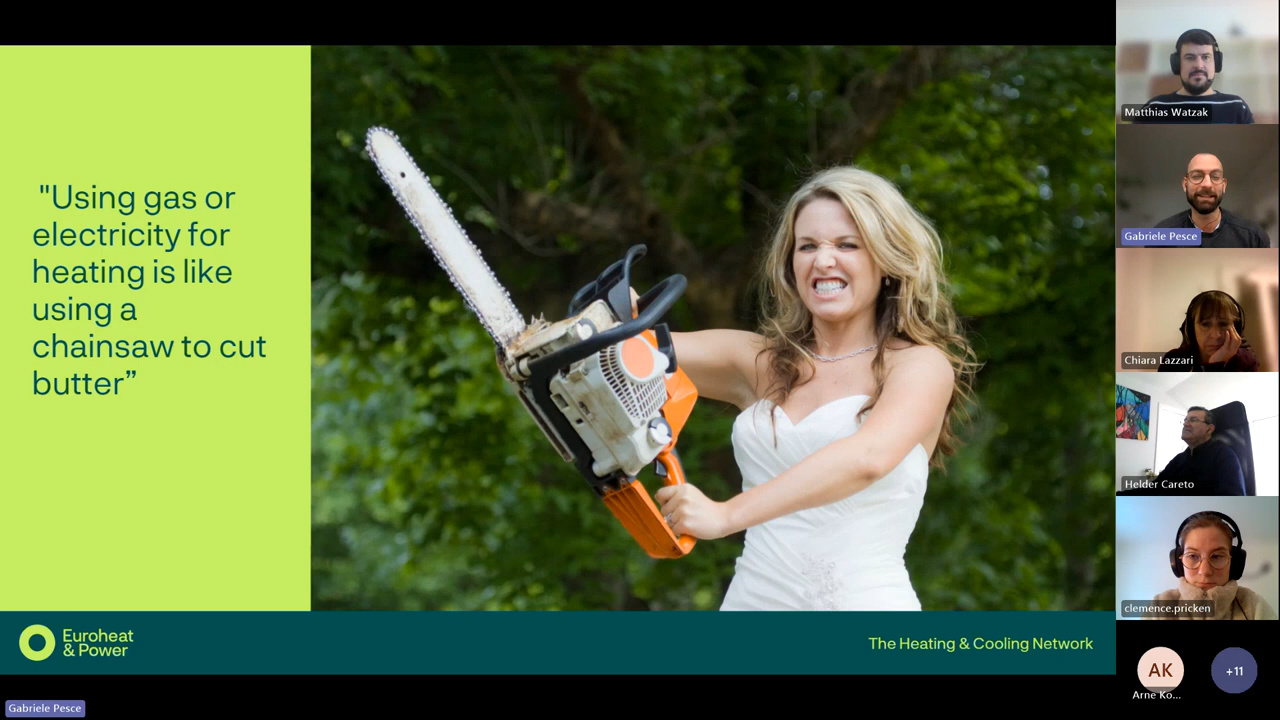 "Using gas or
electricity for
heating is like
using a
chainsaw to cut
butter”
Euroheat
& Power
The Heating & Cooling Network
Gabriele Pesce
Matthias Watzak
Gabriele Pesce
Chiara Lazzari
Helder Careto
clemence.pricken
AK
Arne Ko...
+11